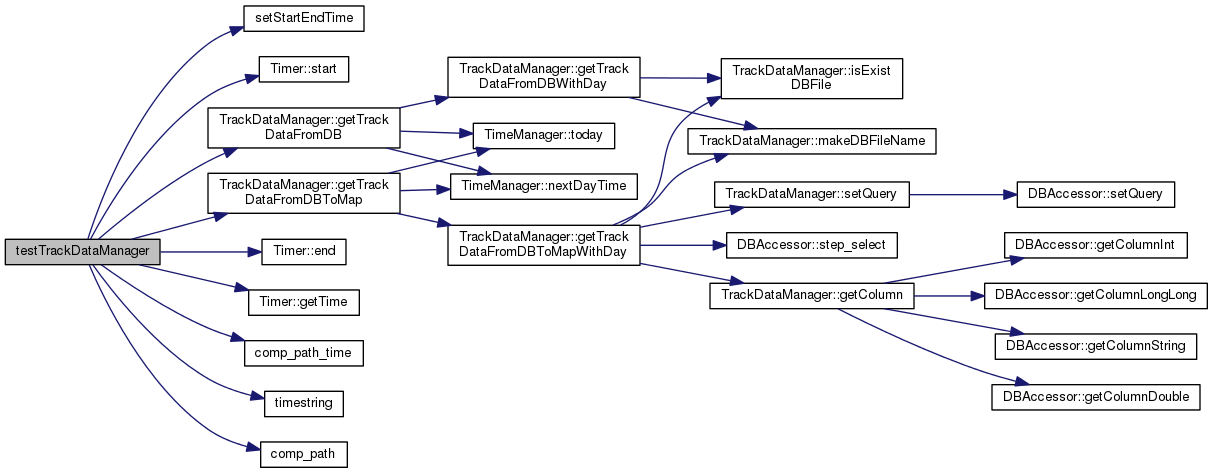 testTrackDataManager
setStartEndTime
Timer::start
TrackDataManager::getTrack
DataFromDB
TrackDataManager::getTrack
DataFromDBToMap
Timer::end
Timer::getTime
comp_path_time
timestring
comp_path
TrackDataManager::getTrack
DataFromDBWithDay
TimeManager::today
TimeManager::nextDayTime
TrackDataManager::getTrack
DataFromDBToMapWithDay
TrackDataManager::isExist
DBFile
TrackDataManager::makeDBFileName
TrackDataManager::setQuery
DBAccessor::step_select
TrackDataManager::getColumn
DBAccessor::setQuery
DBAccessor::getColumnInt
DBAccessor::getColumnLongLong
DBAccessor::getColumnString
DBAccessor::getColumnDouble